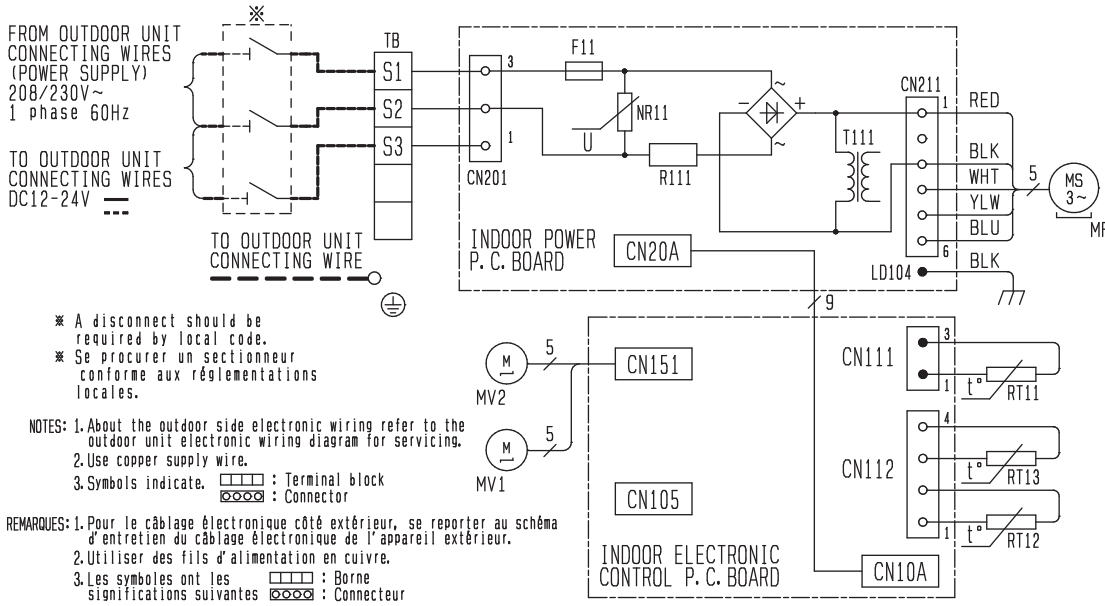 ※
FROM OUTDOOR UNIT
CONNECTING WIRES
(POWER SUPPLY)
208/230V~
1 phase 60Hz
TO OUTDOOR UNIT
CONNECTING WIRES
DC12-24V
TB
S1
S2
S3
TO OUTDOOR UNIT
CONNECTING WIRE
3
1
CN201
F11
NR11
U
R111
~
-
+
~
T111
CN211
1
6
RED
BLK
WHT
YLW
BLU
5
MS
3~
LD104
BLK
INDOOR POWER
P.C.BOARD
CN20A
9
※ A disconnect should be
required by local code.
※ Se procurer un sectionneur
conforme aux réglementations
locales.
M
5
MV2
M
5
MV1
CN151
CN105
CN111
3
1
t°
RT11
CN112
4
1
t°
RT13
t°
RT12
INDOOR ELECTRONIC
CONTROL P.C.BOARD
CN10A
NOTES: 1. About the outdoor side electronic wiring refer to the
outdoor unit electronic wiring diagram for servicing.
2. Use copper supply wire.
3. Symbols indicate. : Terminal block
: Connector
REMARQUES: 1. Pour le câblage électronique côté extérieur, se reporter au schéma
d'entretien du câblage électronique de l'appareil extérieur.
2. Utiliser des fils d'alimentation en cuivre.
3. Les symboles ont les : Borne
significations suivantes : Connecteur